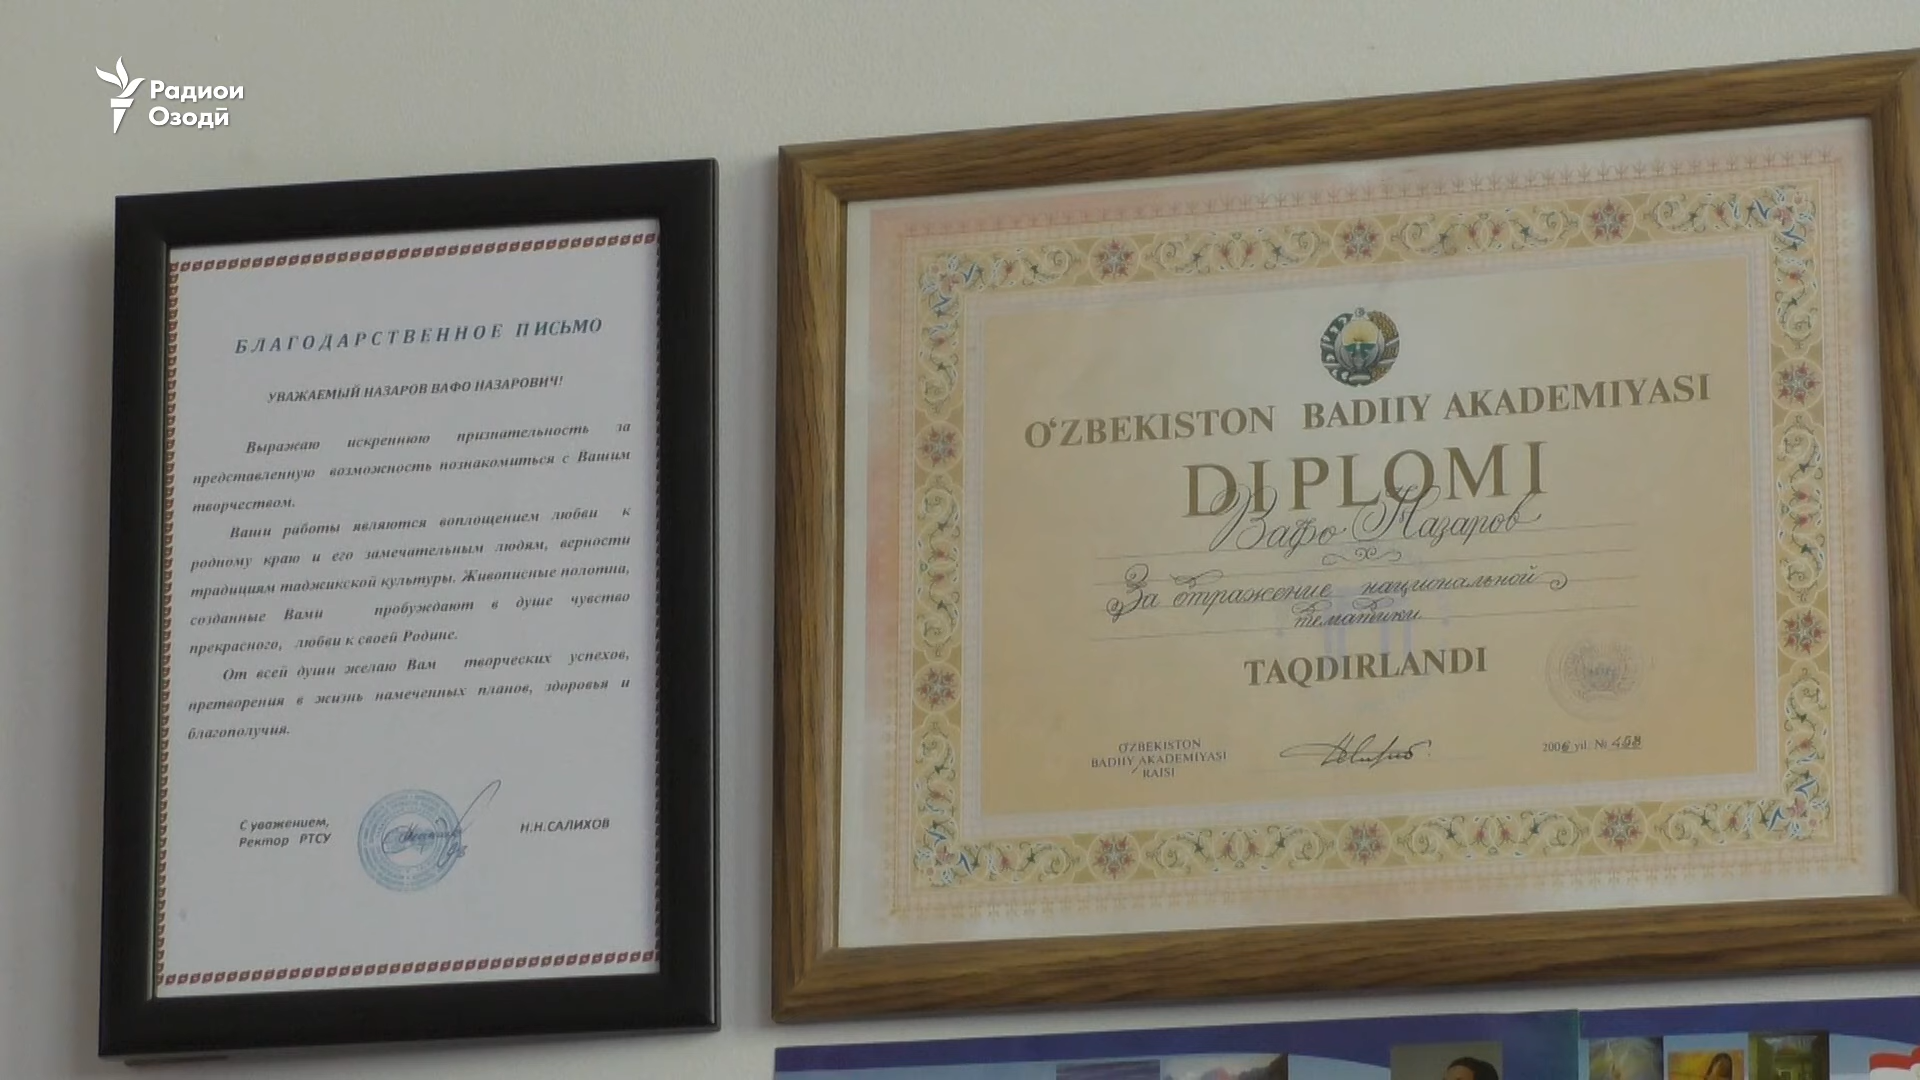 Радиои
Озодӣ
БЛАГОДАРСТВЕННОЕ ПИСЬМО
УВАЖАЕМЫЙ НАЗАРОВ ВАФО НАЗАРОВИЧ!
Выражаю искреннюю признательность за
представленную возможность познакомиться с Вашим
творчеством.
Ваши работы являются воплощением любви к
родному краю и его замечательным людям, верности
традициям таджикской культуры. Живописные полотна,
созданные Вами пробуждают в душе чувство
прекрасного, любви к своей Родине.
От всей души желаю Вам творческих успехов,
претворения в жизнь намеченных планов, здоровья и
благополучия.
С уважением,
Ректор РТСУ
Н.Н.САЛИХОВ
O‘ZBEKISTON BADIIY AKADEMIYASI
DIPLOMI
Вафо Назаров
За отражение национальной
тематики
TAQDIRLANDI
O‘ZBEKISTON
BADIIY AKADEMIYASI
RAISI
2006 yil. № 458